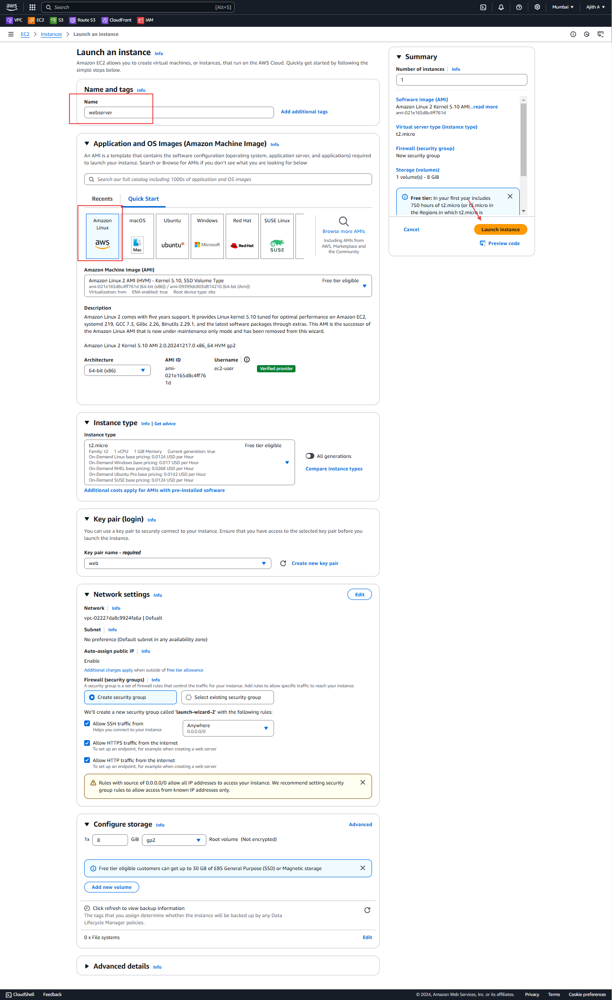 aws
Search
[Alt+S]
Mumbai
Ajith A
VPC
EC2
S3
Route 53
CloudFront
IAM
EC2
Instances
Launch an instance
Launch an instance Info
Amazon EC2 allows you to create virtual machines, or instances, that run on the AWS Cloud. Quickly get started by following the
simple steps below.
Name and tags Info
Name
webserver
Add additional tags
Application and OS Images (Amazon Machine Image) Info
An AMI is a template that contains the software configuration (operating system, application server, and applications) required
to launch your instance. Search or Browse for AMIs if you don't see what you are looking for below
Search our full catalog including 1000s of application and OS images
Recents
Quick Start
Amazon
Linux
aws
macOS
Mac
Ubuntu
ubuntu
Windows
Microsoft
Red Hat
Red Hat
SUSE Linux
SUSE
Browse more AMIs
Including AMIs from
AWS, Marketplace and
the Community
Amazon Machine Image (AMI)
Amazon Linux 2 AMI (HVM) - Kernel 5.10, SSD Volume Type
Free tier eligible
ami-021e165d8c4ff761d (64-bit (x86)) / ami-09399dc803d814210 (64-bit (Arm))
Virtualization: hvm ENA enabled: true Root device type: ebs
Description
Amazon Linux 2 comes with five years support. It provides Linux kernel 5.10 tuned for optimal performance on Amazon EC2,
systemd 219, GCC 7.3, Glibc 2.26, Binutils 2.29.1, and the latest software packages through extras. This AMI is the successor of
the Amazon Linux AMI that is now under maintenance only mode and has been removed from this wizard.
Amazon Linux 2 Kernel 5.10 AMI 2.0.20241217.0 x86_64 HVM gp2
Architecture
64-bit (x86)
AMI ID
ami-
021e165d8c4ff76
1d
Username
ec2-user
Verified provider
Instance type Info | Get advice
Instance type
t2.micro
Free tier eligible
Family: t2 1 vCPU 1 GiB Memory Current generation: true
On-Demand Linux base pricing: 0.0124 USD per Hour
On-Demand Windows base pricing: 0.017 USD per Hour
On-Demand RHEL base pricing: 0.0268 USD per Hour
On-Demand Ubuntu Pro base pricing: 0.0142 USD per Hour
On-Demand SUSE base pricing: 0.0124 USD per Hour
All generations
Compare instance types
Additional costs apply for AMIs with pre-installed software
Key pair (login) Info
You can use a key pair to securely connect to your instance. Ensure that you have access to the selected key pair before you
launch the instance.
Key pair name - required
web
Create new key pair
Network settings Info
Edit
Network Info
vpc-02227da8c9924fa6a | Defualt
Subnet Info
No preference (Default subnet in any availability zone)
Auto-assign public IP Info
Enable
Additional charges apply when outside of free tier allowance
Firewall (security groups) Info
A security group is a set of firewall rules that control the traffic for your instance. Add rules to allow specific traffic to reach your instance.
Create security group
Select existing security group
We'll create a new security group called 'launch-wizard-2' with the following rules:
Allow SSH traffic from
Helps you connect to your instance
Anywhere
0.0.0.0/0
Allow HTTPS traffic from the internet
To set up an endpoint, for example when creating a web server
Allow HTTP traffic from the internet
To set up an endpoint, for example when creating a web server
Rules with source of 0.0.0.0/0 allow all IP addresses to access your instance. We recommend setting security
group rules to allow access from known IP addresses only.
Configure storage Info
Advanced
1x
8
GiB
gp2
Root volume (Not encrypted)
Free tier eligible customers can get up to 30 GB of EBS General Purpose (SSD) or Magnetic storage
Add new volume
Click refresh to view backup information
The tags that you assign determine whether the instance will be backed up by any Data
Lifecycle Manager policies.
0 x File systems
Edit
Advanced details Info
Summary
Number of instances Info
1
Software Image (AMI)
Amazon Linux 2 Kernel 5.10 AMI...read more
ami-021e165d8c4ff761d
Virtual server type (instance type)
t2.micro
Firewall (security group)
New security group
Storage (volumes)
1 volume(s) - 8 GiB
Free tier: In your first year includes
750 hours of t2.micro (or t3.micro in
the Regions in which t2.micro is
Cancel
Launch instance
Preview code
CloudShell
Feedback
© 2024, Amazon Web Services, Inc. or its affiliates.
Privacy
Terms
Cookie preferences